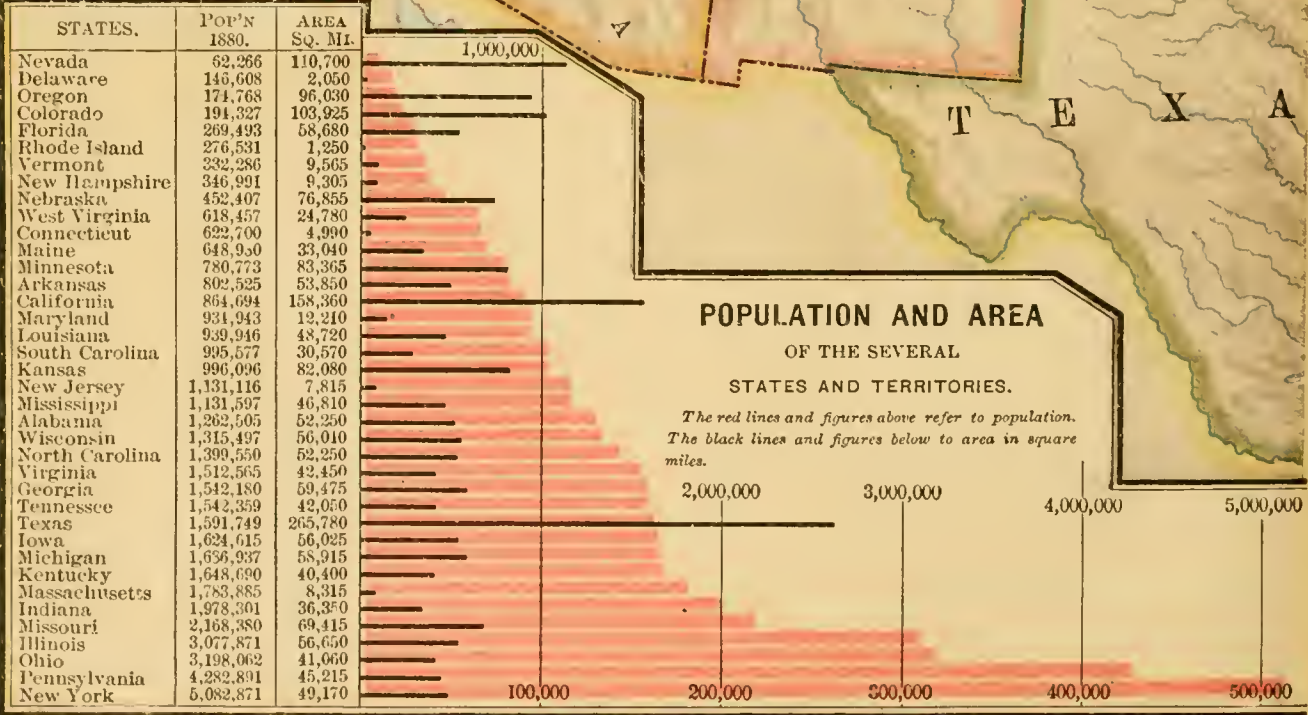 STATES. POP'N 1880. AREA SQ. MI.
Nevada 62,266 110,700
Delaware 146,608 2,050
Oregon 174,768 96,030
Colorado 194,327 103,925
Florida 269,493 58,680
Rhode Island 276,531 1,250
Vermont 332,286 9,565
New Hampshire 346,991 9,305
Nebraska 452,407 76,855
West Virginia 618,457 24,780
Connecticut 622,700 4,990
Maine 648,930 33,040
Minnesota 780,773 83,365
Arkansas 802,525 53,850
California 864,694 158,360
Maryland 934,943 12,210
Louisiana 939,946 48,720
South Carolina 995,577 30,570
Kansas 996,096 82,080
New Jersey 1,131,116 7,815
Mississippi 1,131,597 46,810
Alabama 1,262,505 52,250
Wisconsin 1,315,497 56,010
North Carolina 1,399,550 52,250
Virginia 1,512,565 42,450
Georgia 1,542,180 59,475
Tennessee 1,542,359 42,050
Texas 1,591,749 265,780
Iowa 1,624,615 56,025
Michigan 1,636,937 58,915
Kentucky 1,648,690 40,400
Massachusetts 1,783,885 8,315
Indiana 1,978,301 36,350
Missouri 2,168,380 69,415
Illinois 3,077,871 56,650
Ohio 3,198,062 41,060
Pennsylvania 4,282,891 45,215
New York 5,082,871 49,170
A
1,000,000
T E X A
POPULATION AND AREA
OF THE SEVERAL
STATES AND TERRITORIES.
The red lines and figures above refer to population.
The black lines and figures below to area in square
miles.
2,000,000 3,000,000 4,000,000 5,000,000
100,000 200,000 300,000 400,000 500,000